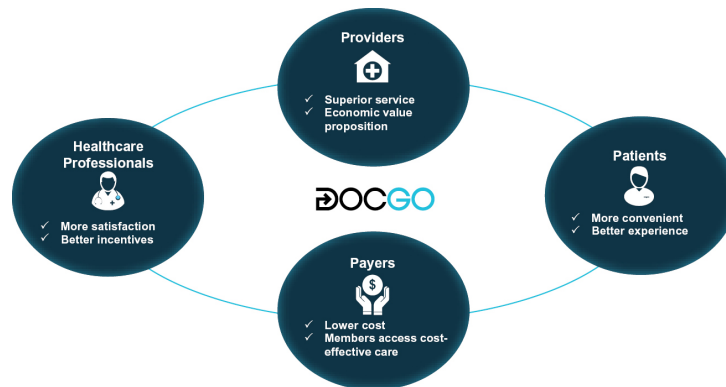 Providers
✓ Superior service
✓ Economic value
proposition
Healthcare
Professionals
✓ More satisfaction
✓ Better incentives
DOCGO
Patients
✓ More convenient
✓ Better experience
Payers
$
✓ Lower cost
✓ Members access cost-
effective care